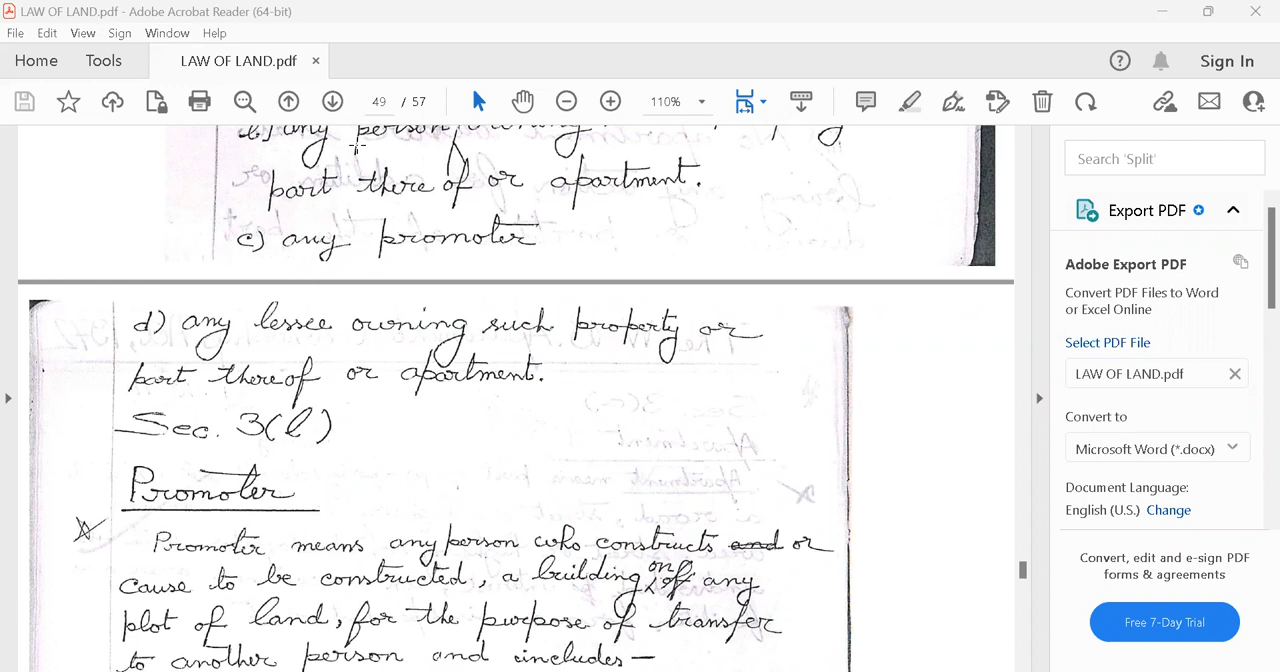 LAW OF LAND.pdf - Adobe Acrobat Reader (64-bit)
File Edit View Sign Window Help
Home Tools LAW OF LAND.pdf × Sign In
49 / 57 110%
b) any person
part there of or apartment.
c) any promoter
d) any lessee owning such property or
part thereof or apartment.
Sec. 3(l)
Promoter
Promoter means any person who constructs and or
cause to be constructed, a building on any
plot of land, for the purpose of transfer
to another person and includes —
Search 'Split'
Export PDF
Adobe Export PDF
Convert PDF Files to Word
or Excel Online
Select PDF File
LAW OF LAND.pdf
Convert to
Microsoft Word (*.docx)
Document Language:
English (U.S.) Change
Convert, edit and e-sign PDF
forms & agreements
Free 7-Day Trial